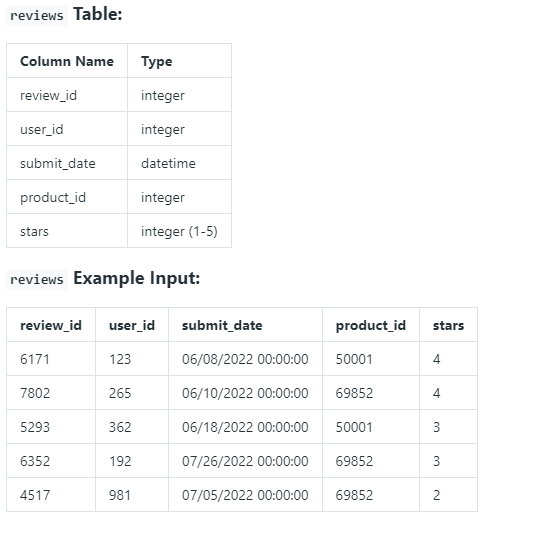 reviews Table:
Column Name Type
review_id integer
user_id integer
submit_date datetime
product_id integer
stars integer (1-5)
reviews Example Input:
review_id user_id submit_date product_id stars
6171 123 06/08/2022 00:00:00 50001 4
7802 265 06/10/2022 00:00:00 69852 4
5293 362 06/18/2022 00:00:00 50001 3
6352 192 07/26/2022 00:00:00 69852 3
4517 981 07/05/2022 00:00:00 69852 2